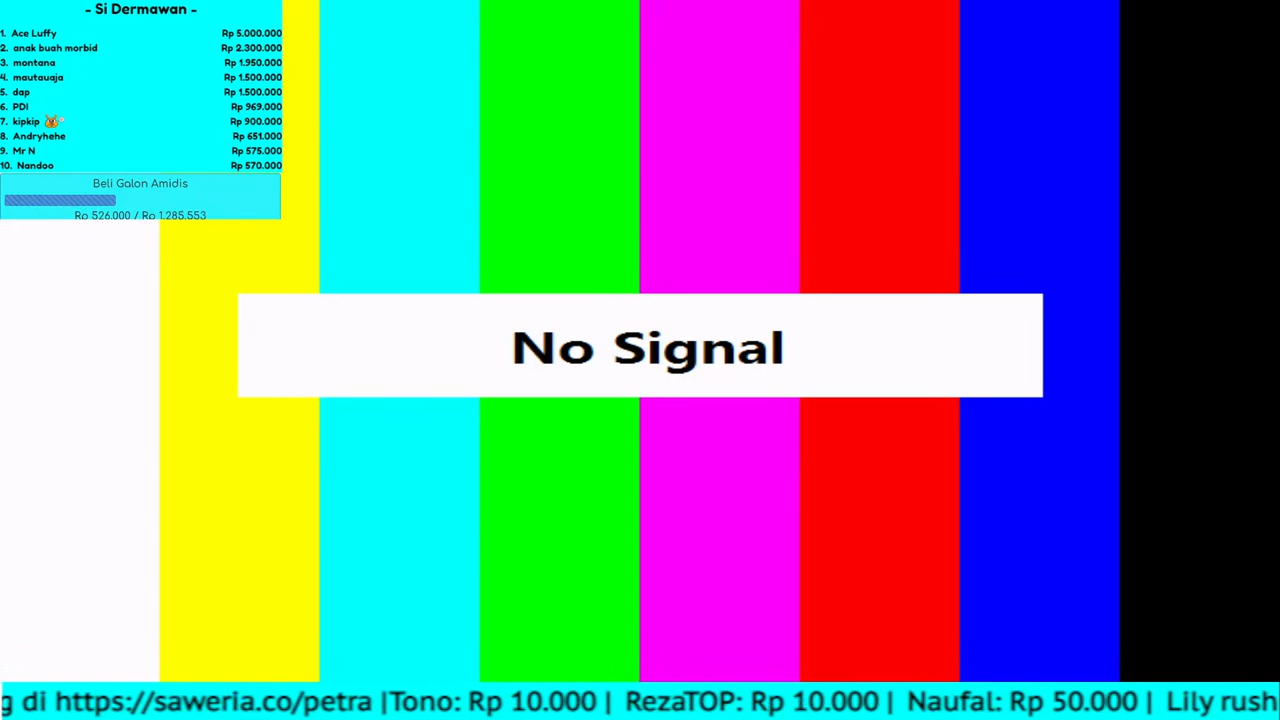 - Si Dermawan -
1. Ace Luffy Rp 5.000.000
2. anak buah morbid Rp 2.300.000
3. montana Rp 1.950.000
4. mautauaja Rp 1.500.000
5. dap Rp 1.500.000
6. PDI Rp 969.000
7. kipkip Rp 900.000
8. Andryhehe Rp 651.000
9. Mr N Rp 575.000
10. Nandoo Rp 570.000
Beli Galon Amidis
Rp 526.000 / Rp 1.285.553
No Signal
g di https://saweria.co/petra |Tono: Rp 10.000 | RezaTOP: Rp 10.000 | Naufal: Rp 50.000 | Lily rush